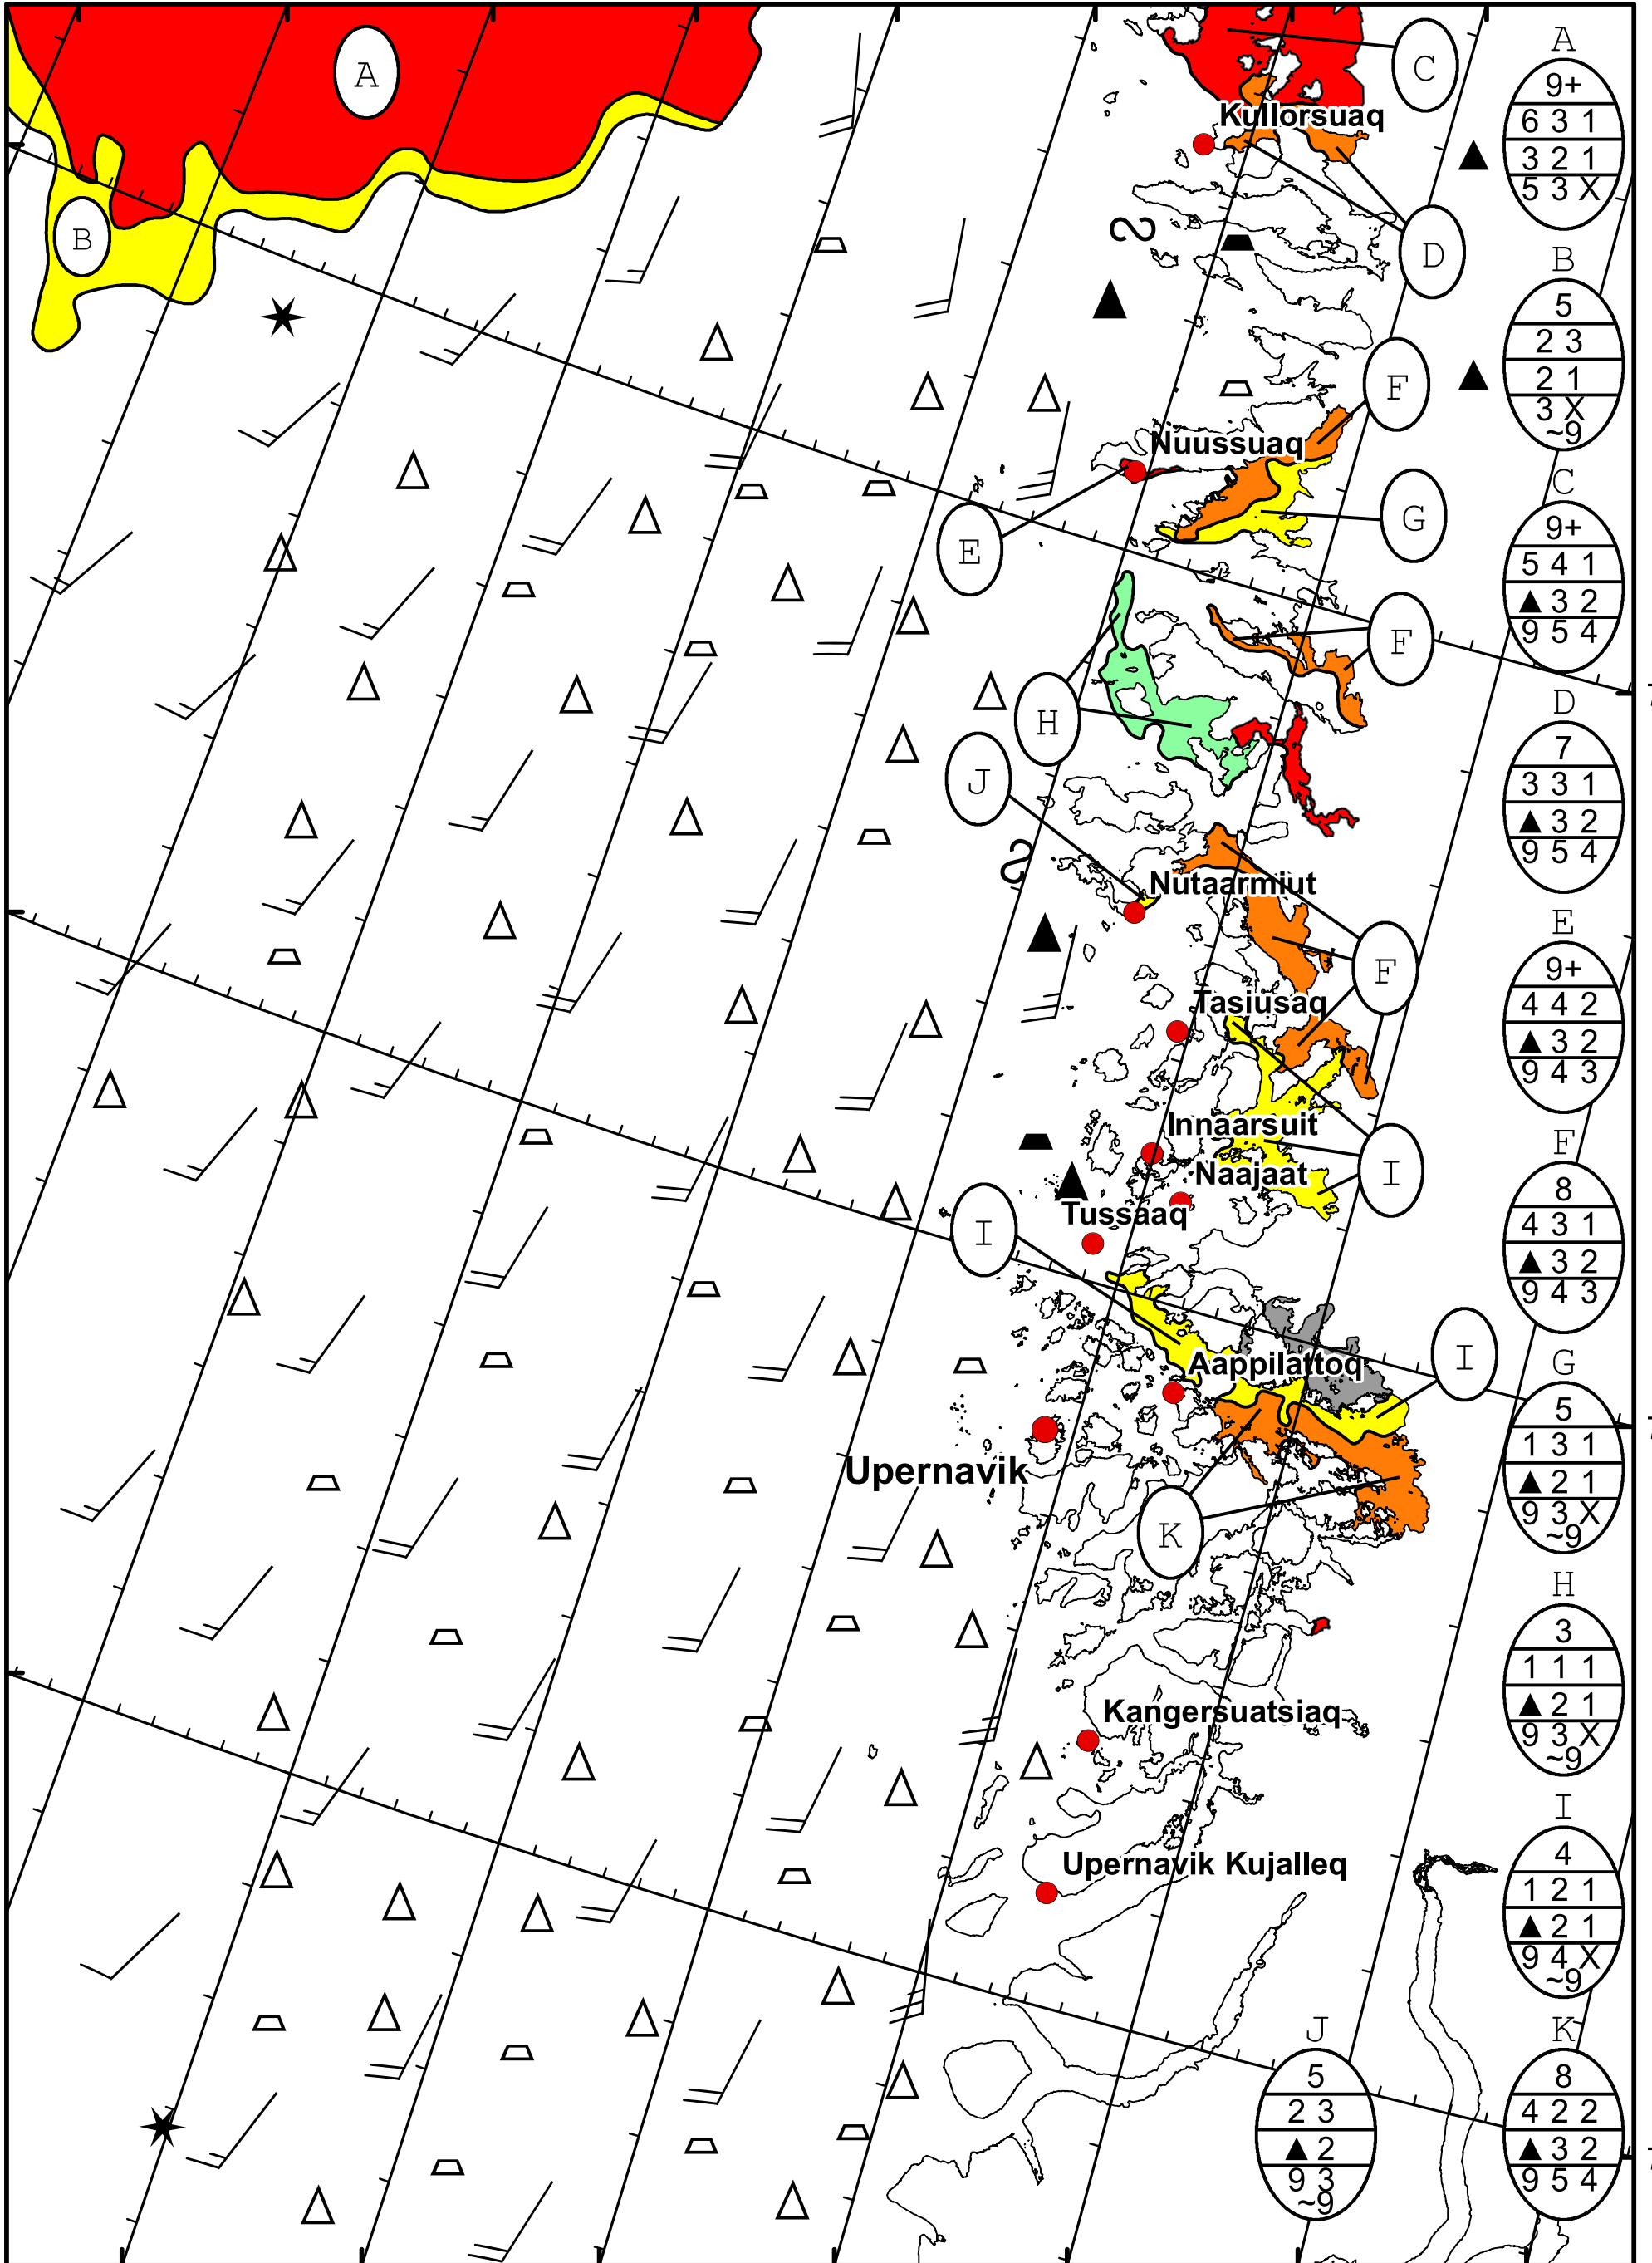 A
B
C
D
E
F
G
F
H
J
F
I
I
I
K
Kullorsuaq
Nuussuaq
Nutaarmiut
Tasiusaq
Innaarsuit
Naajaat
Tussaaq
Aappilattoq
Upernavik
Kangersuatsiaq
Upernavik Kujalleq
A
9+
6 3 1
3 2 1
5 3 X
B
5
2 3
2 1
3 X
~9
C
9+
5 4 1
▲ 3 2
9 5 4
D
7
3 3 1
▲ 3 2
9 5 4
E
9+
4 4 2
▲ 3 2
9 4 3
F
8
4 3 1
▲ 3 2
9 4 3
G
5
1 3 1
▲ 2 1
9 3 X
~9
H
3
1 1 1
▲ 2 1
9 3 X
~9
I
4
1 2 1
▲ 2 1
9 4 X
~9
J
5
2 3
▲ 2
9 3
~9
K
8
4 2 2
▲ 3 2
9 5 4